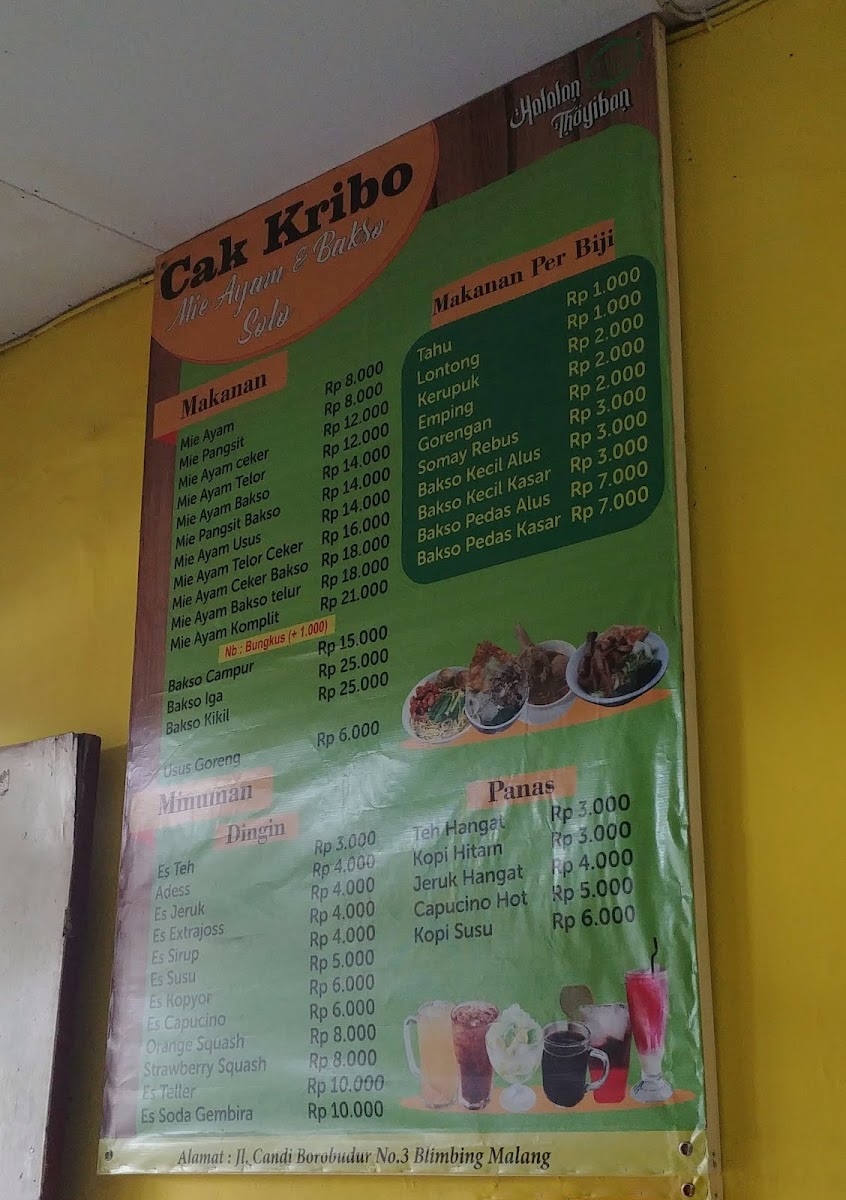 Halalan
Thoyiban
Cak Kribo
Mie Ayam & Bakso
Solo
Makanan
Mie Ayam Rp 8.000
Mie Pangsit Rp 8.000
Mie Ayam ceker Rp 12.000
Mie Ayam Telor Rp 12.000
Mie Ayam Bakso Rp 14.000
Mie Pangsit Bakso Rp 14.000
Mie Ayam Usus Rp 14.000
Mie Ayam Telor Ceker Rp 16.000
Mie Ayam Ceker Bakso Rp 18.000
Mie Ayam Bakso telur Rp 18.000
Mie Ayam Komplit Rp 21.000
Nb : Bungkus (+ 1.000)
Bakso Campur Rp 15.000
Bakso Iga Rp 25.000
Bakso Kikil Rp 25.000
Usus Goreng Rp 6.000
Makanan Per Biji
Tahu Rp 1.000
Lontong Rp 1.000
Kerupuk Rp 2.000
Emping Rp 2.000
Gorengan Rp 2.000
Somay Rebus Rp 3.000
Bakso Kecil Alus Rp 3.000
Bakso Kecil Kasar Rp 3.000
Bakso Pedas Alus Rp 7.000
Bakso Pedas Kasar Rp 7.000
Minuman
Dingin
Es Teh Rp 3.000
Adess Rp 4.000
Es Jeruk Rp 4.000
Es Extrajoss Rp 4.000
Es Sirup Rp 4.000
Es Susu Rp 5.000
Es Kopyor Rp 6.000
Es Capucino Rp 6.000
Orange Squash Rp 8.000
Strawberry Squash Rp 8.000
Es Teller Rp 10.000
Es Soda Gembira Rp 10.000
Panas
Teh Hangat Rp 3.000
Kopi Hitam Rp 3.000
Jeruk Hangat Rp 4.000
Capucino Hot Rp 5.000
Kopi Susu Rp 6.000
Alamat : Jl. Candi Borobudur No.3 Blimbing Malang